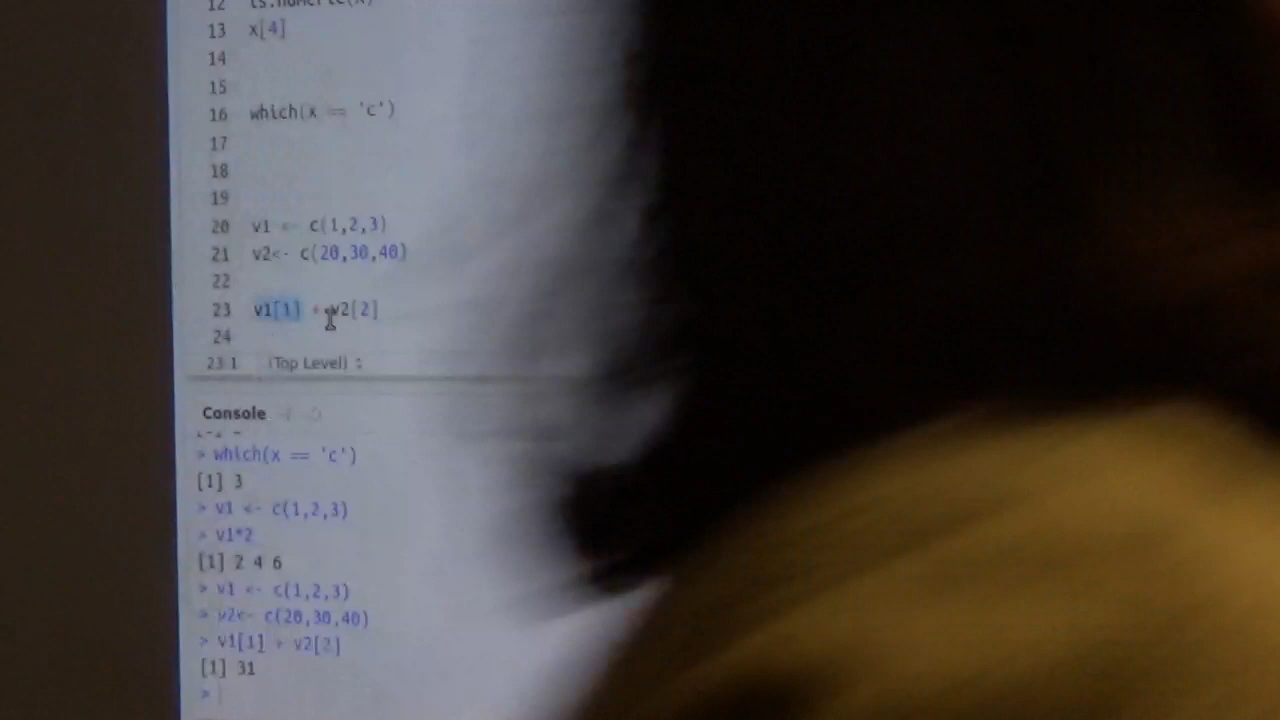 12 is.numeric(x)
13 x[4]
14
15
16 which(x == 'c')
17
18
19
20 v1 <- c(1,2,3)
21 v2<- c(20,30,40)
22
23 v1[1] + v2[2]
24
23:1 (Top Level)
Console
> which(x == 'c')
[1] 3
> v1 <- c(1,2,3)
> v1*2
[1] 2 4 6
> v1 <- c(1,2,3)
> v2<- c(20,30,40)
> v1[1] + v2[2]
[1] 31
>